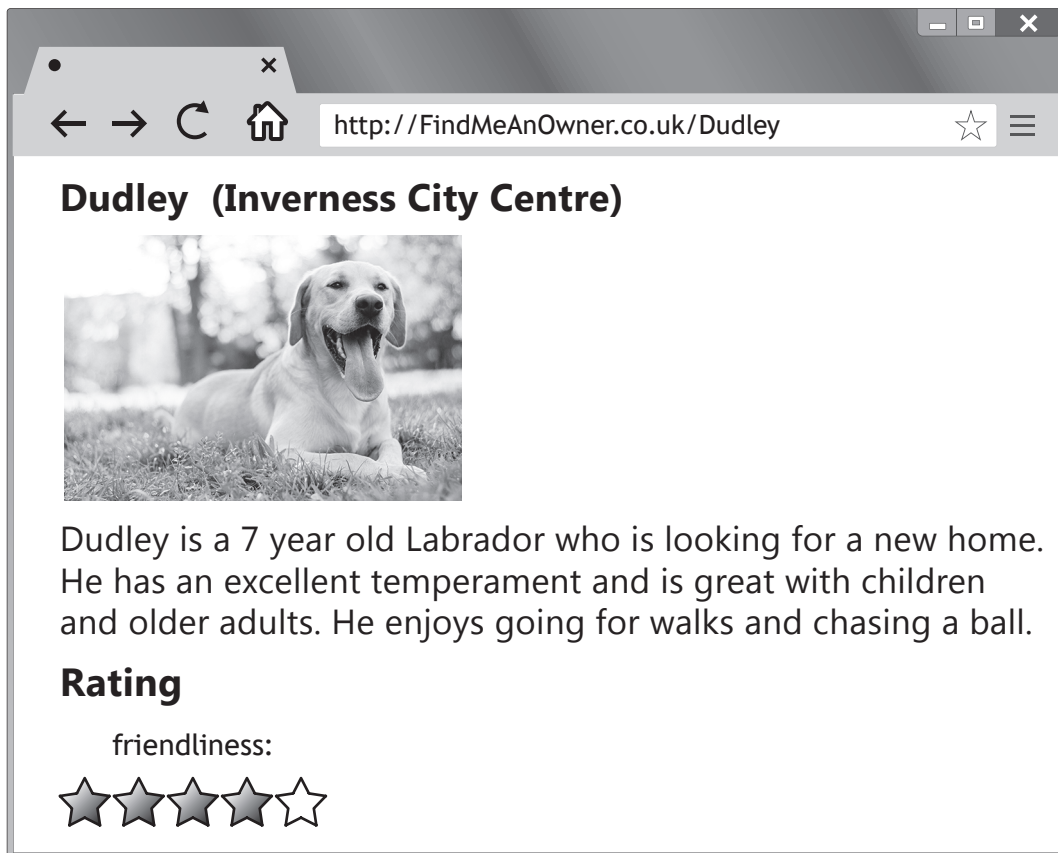 http://FindMeAnOwner.co.uk/Dudley
Dudley (Inverness City Centre)
Dudley is a 7 year old Labrador who is looking for a new home.
He has an excellent temperament and is great with children
and older adults. He enjoys going for walks and chasing a ball.
Rating
friendliness: